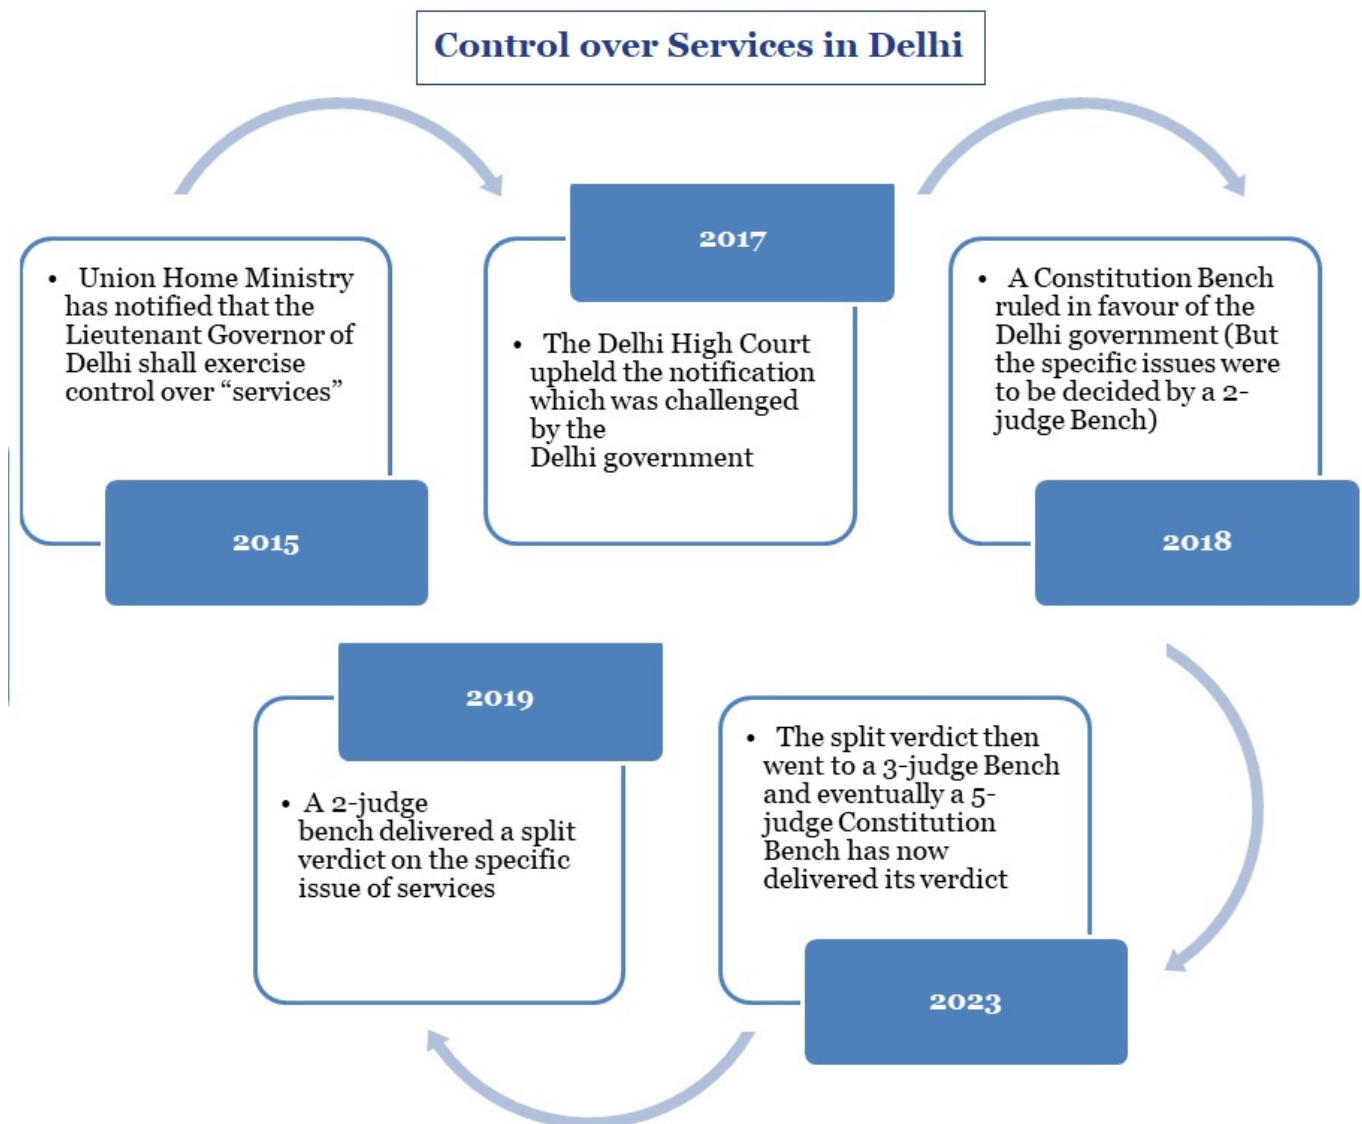 Control over Services in Delhi
• Union Home Ministry
has notified that the
Lieutenant Governor of
Delhi shall exercise
control over “services”
2015
2017
• The Delhi High Court
upheld the notification
which was challenged
by the
Delhi government
• A Constitution Bench
ruled in favour of the
Delhi government (But
the specific issues were
to be decided by a 2-
judge Bench)
2018
2019
• A 2-judge
bench delivered a split
verdict on the specific
issue of services
• The split verdict then
went to a 3-judge Bench
and eventually a 5-
judge Constitution
Bench has now
delivered its verdict
2023